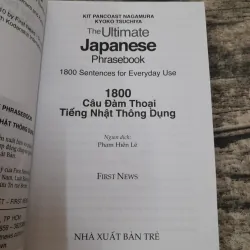 KIT PANCOAST NAGAMURA
KYOKO TSUCHIYA
The Ultimate
Japanese
Phrasebook
1800 Sentences for Everyday Use
1800
Câu Đàm Thoại
Tiếng Nhật Thông Dụng
Người dịch:
Phạm Hiền Lê
FIRST NEWS
NHÀ XUẤT BẢN TRẺ